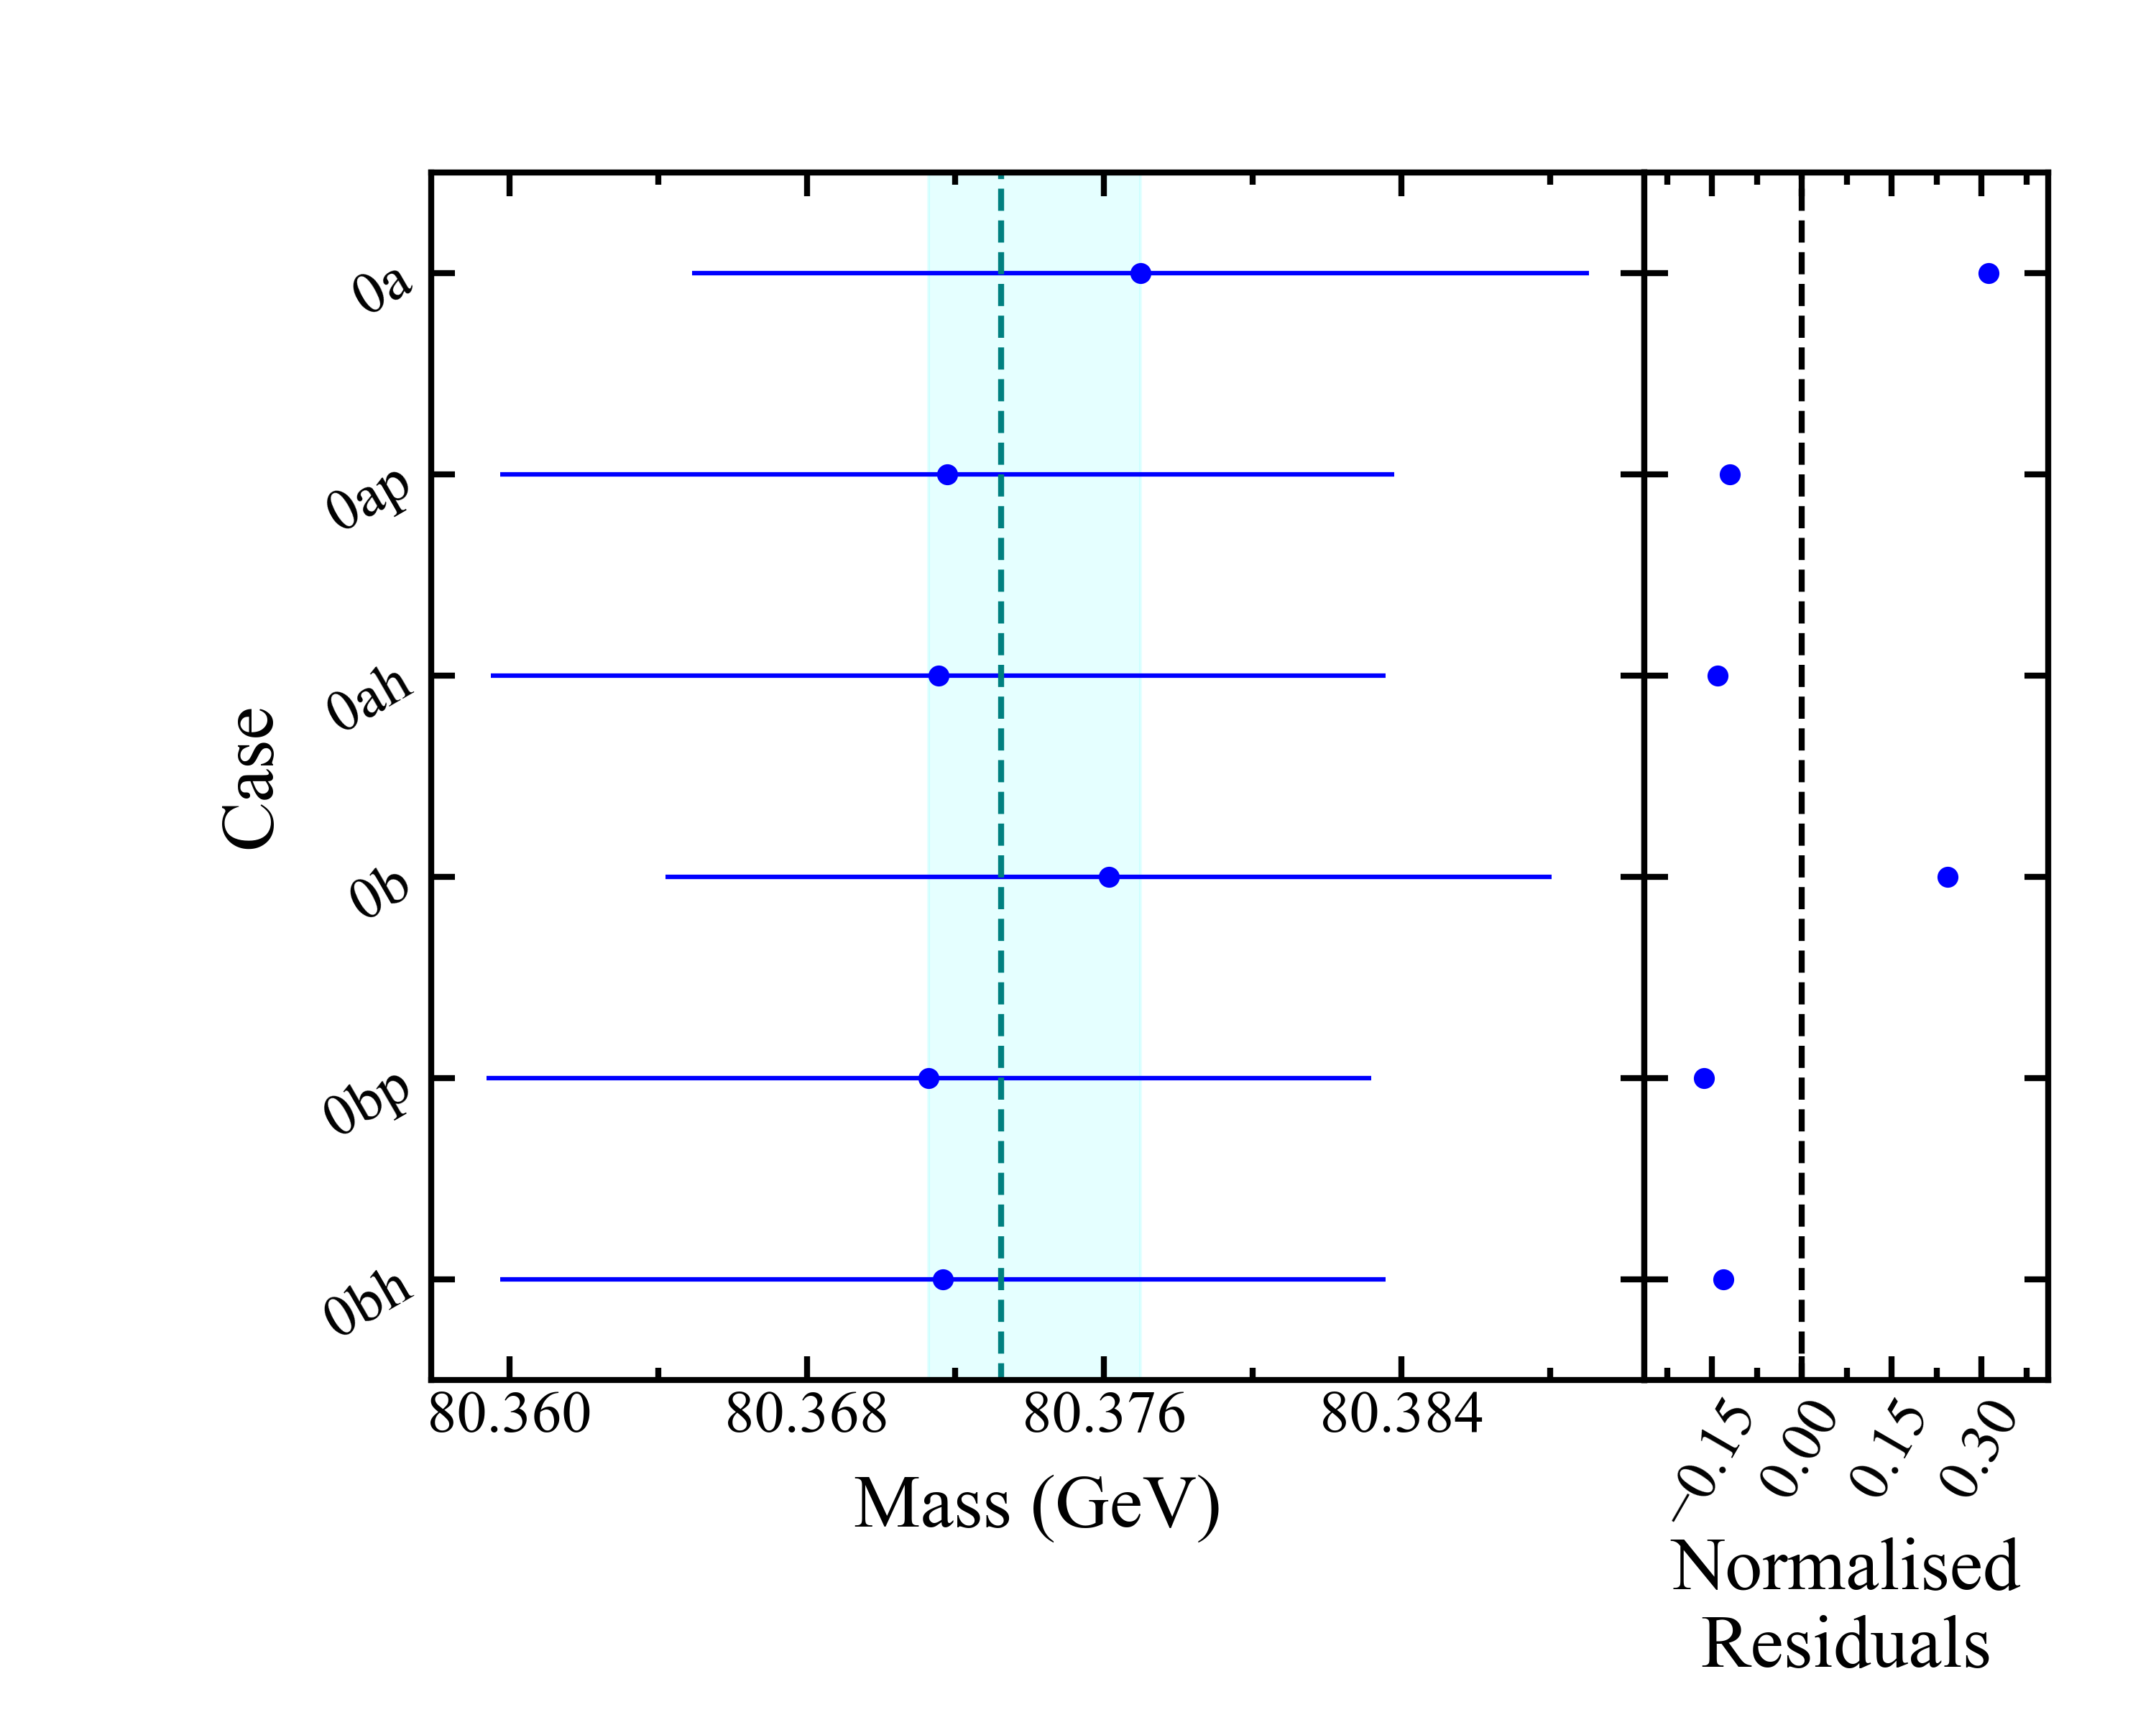 0a
0ap
0ah
0b
0bp
0bh
Case
80.360
80.368
80.376
80.384
Mass (GeV)
−0.15
0.00
0.15
0.30
Normalised
Residuals